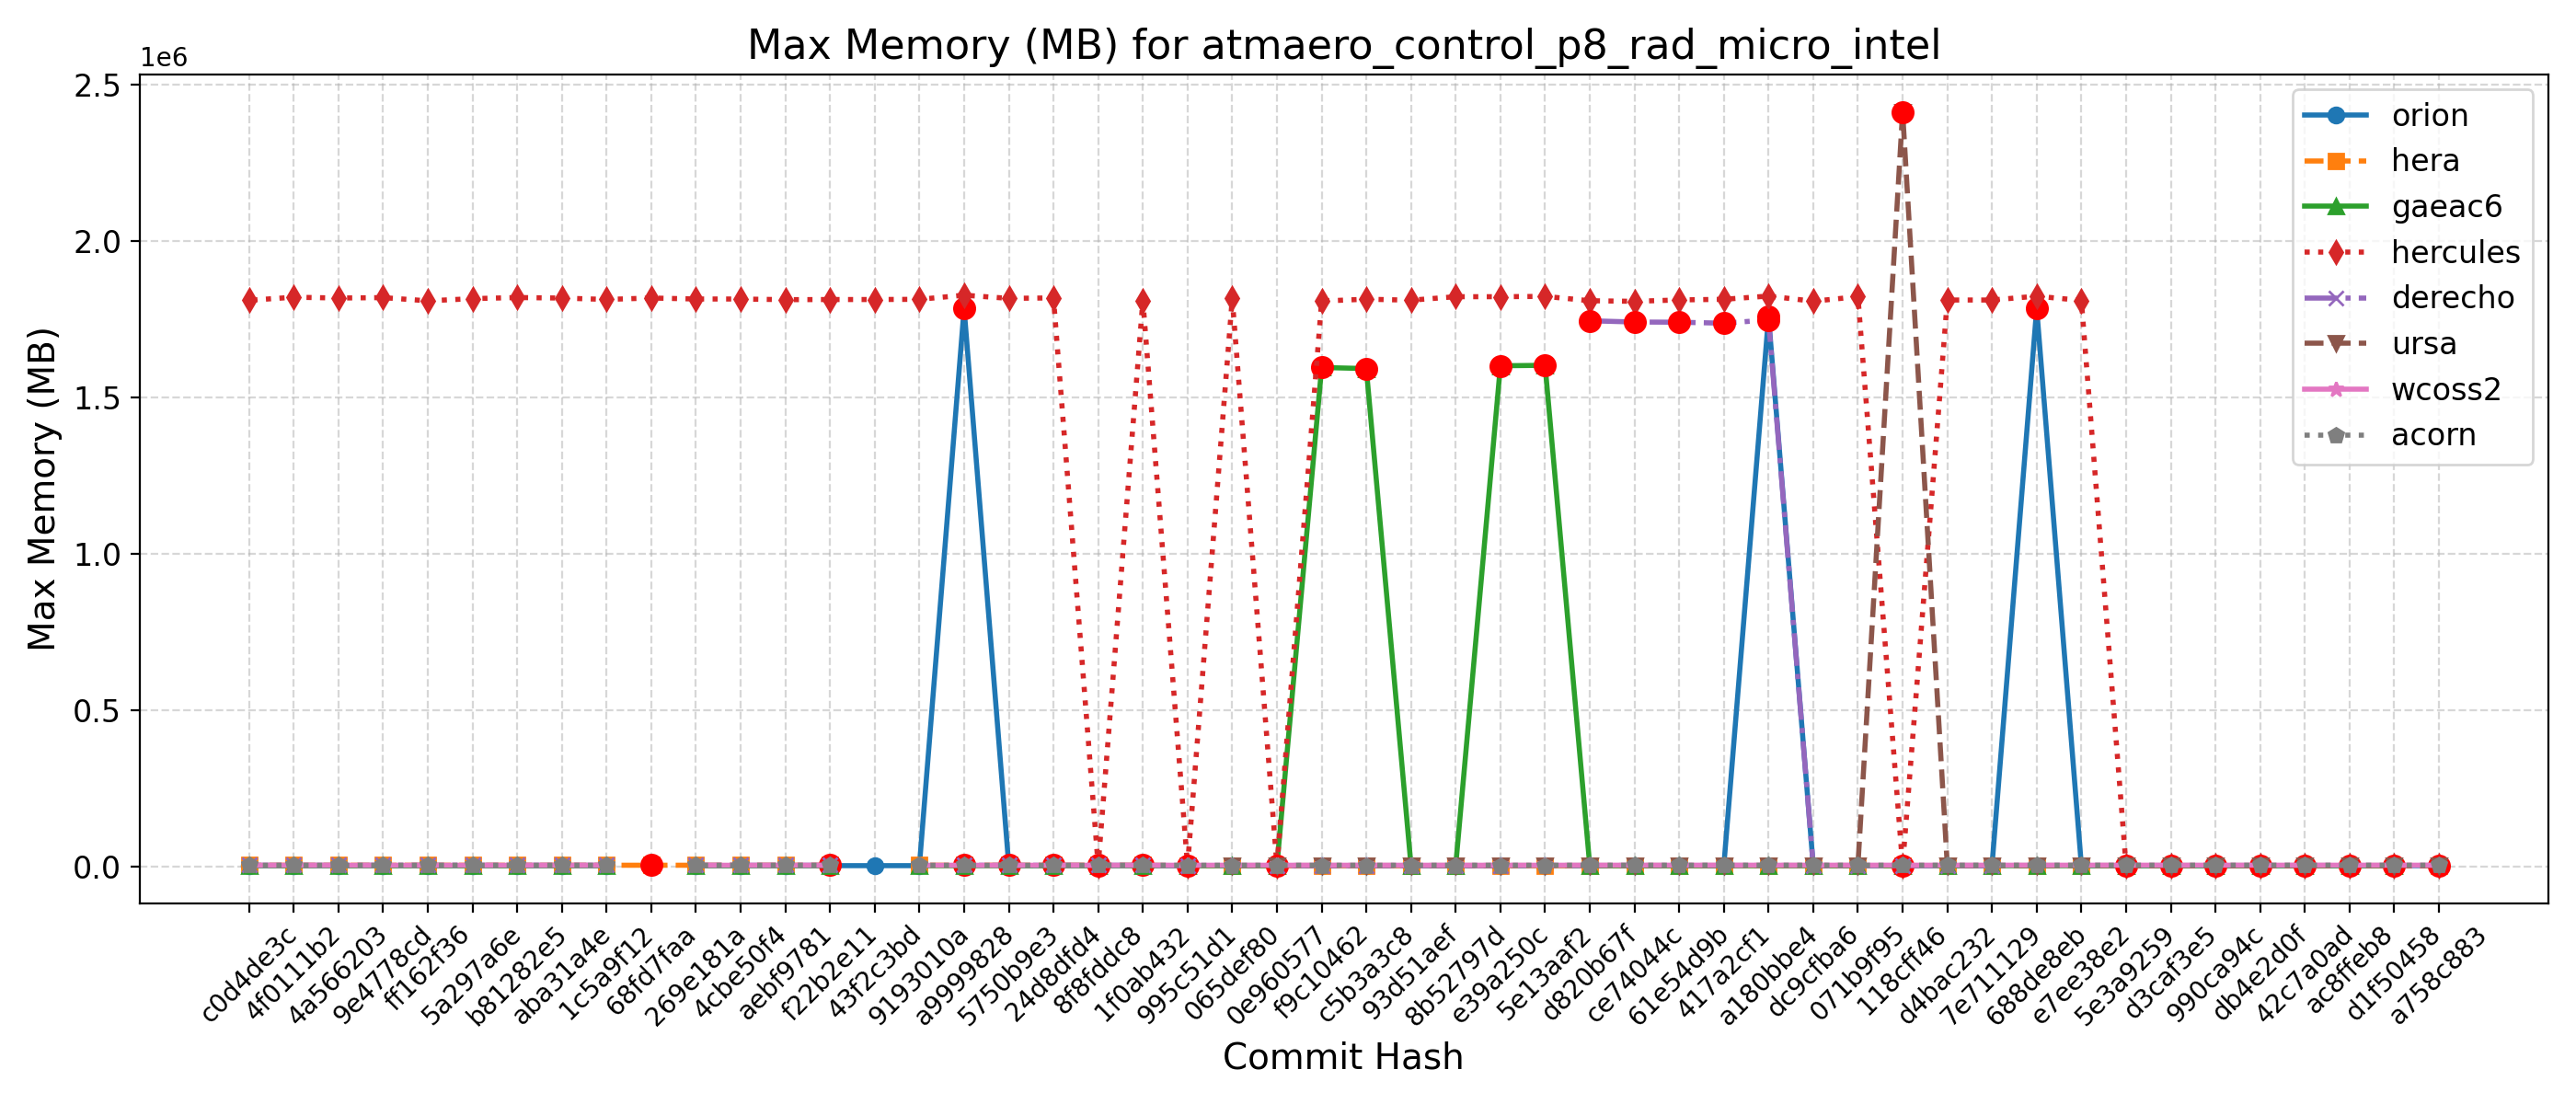 Max Memory (MB) for atmaero_control_p8_rad_micro_intel
1e6
2.5
2.0
1.5
1.0
0.5
0.0
Max Memory (MB)
orion
hera
gaeac6
hercules
derecho
ursa
wcoss2
acorn
c0d4de3c
4f0111b2
4a566203
9e4778cd
ff162f36
5a297a6e
b81282e5
aba31a4e
1c5a9f12
68fd7faa
269e181a
4cbe50f4
aebf9781
f22b2e11
43f2c3bd
9193010a
a9999828
5750b9e3
24d8dfd4
8f8fddc8
1f0ab432
995c51d1
065def80
0e960577
f9c10462
c5b3a3c8
93d51aef
8b52797d
e39a250c
5e13aaf2
d820b67f
ce74044c
61e54d9b
417a2cf1
a180bbe4
dc9cfba6
071b9f95
118cff46
d4bac232
7e711129
688de8eb
e7ee38e2
5e3a9259
d3caf3e5
990ca94c
db4e2d0f
42c7a0ad
ac8ffeb8
d1f50458
a758c883
Commit Hash